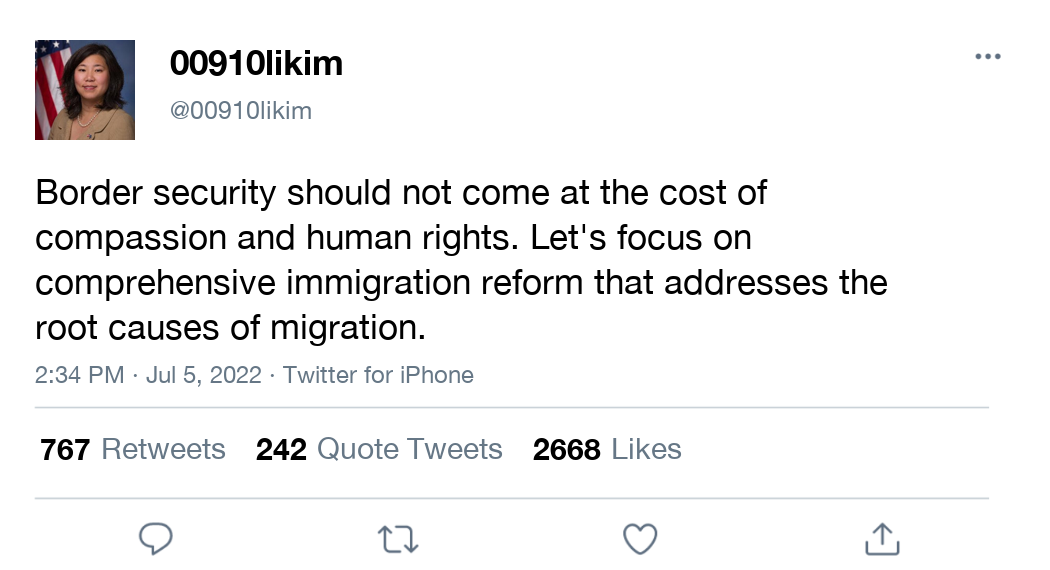 00910likim
@00910likim
Border security should not come at the cost of
compassion and human rights. Let's focus on
comprehensive immigration reform that addresses the
root causes of migration.
2:34 PM · Jul 5, 2022 · Twitter for iPhone
767 Retweets 242 Quote Tweets 2668 Likes